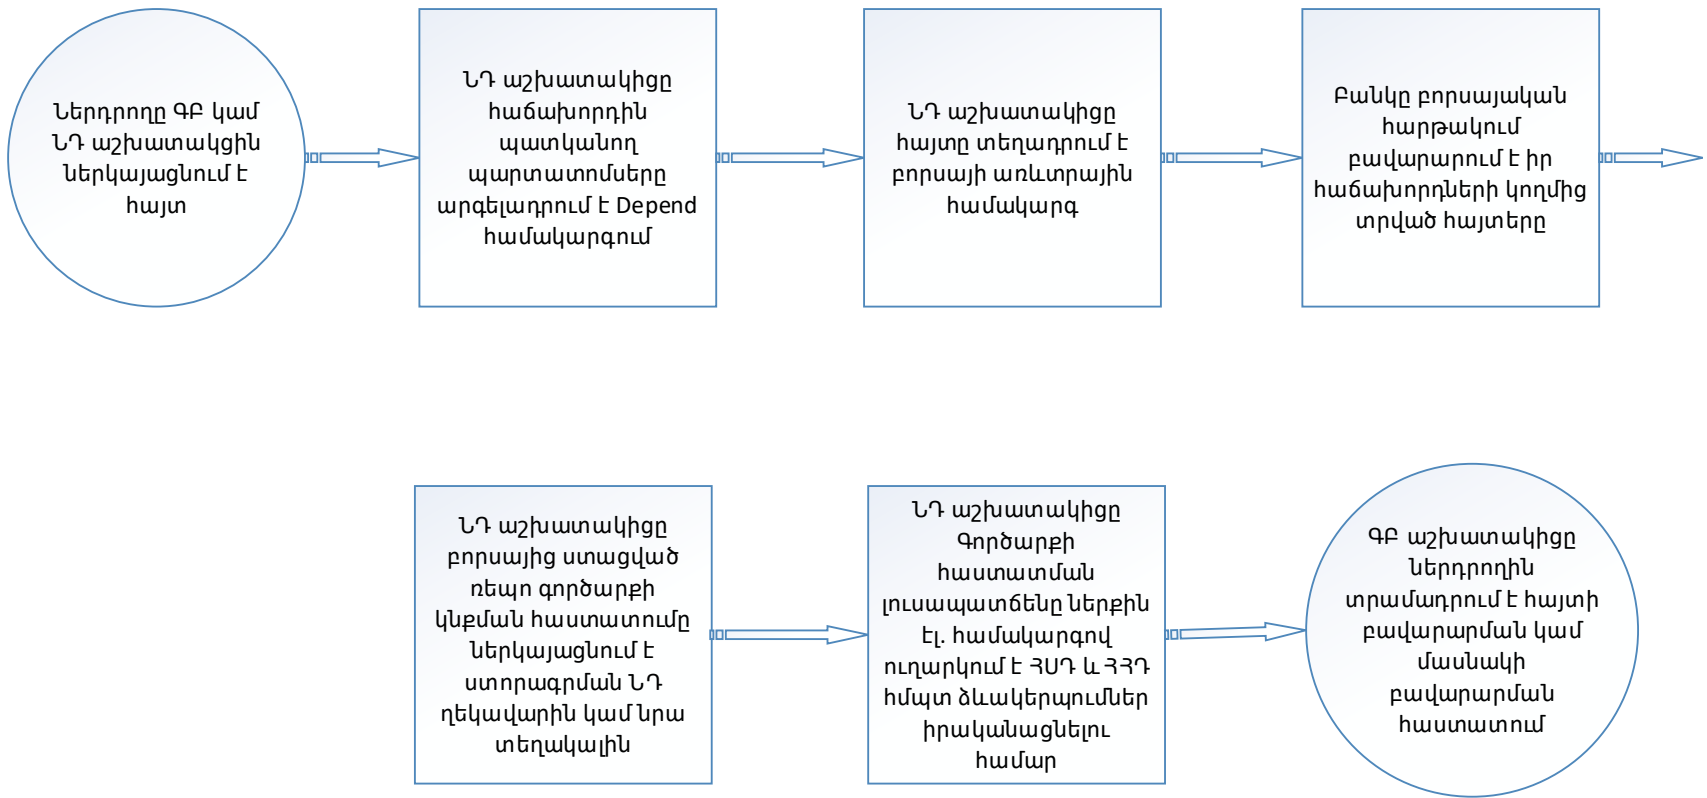 Ներդրողը ԳԲ կամ
ՆԴ աշխատակցին
ներկայացնում է
հայտ
ՆԴ աշխատակիցը
հաճախորդին
պատկանող
պարտատոմսերը
արգելադրում է Depend
համակարգում
ՆԴ աշխատակիցը
հայտը տեղադրում է
բորսայի առևտրային
համակարգ
Բանկը բորսայական
հարթակում
բավարարում է իր
հաճախորդների կողմից
տրված հայտերը
ՆԴ աշխատակիցը
բորսայից ստացված
ռեպո գործարքի
կնքման հաստատումը
ներկայացնում է
ստորագրման ՆԴ
ղեկավարին կամ նրա
տեղակալին
ՆԴ աշխատակիցը
Գործարքի
հաստատման
լուսապատճենը ներքին
էլ. համակարգով
ուղարկում է ՀՍԴ և ՀՀԴ
հմպտ ձևակերպումներ
իրականացնելու
համար
ԳԲ աշխատակիցը
ներդրողին
տրամադրում է հայտի
բավարարման կամ
մասնակի
բավարարման
հաստատում